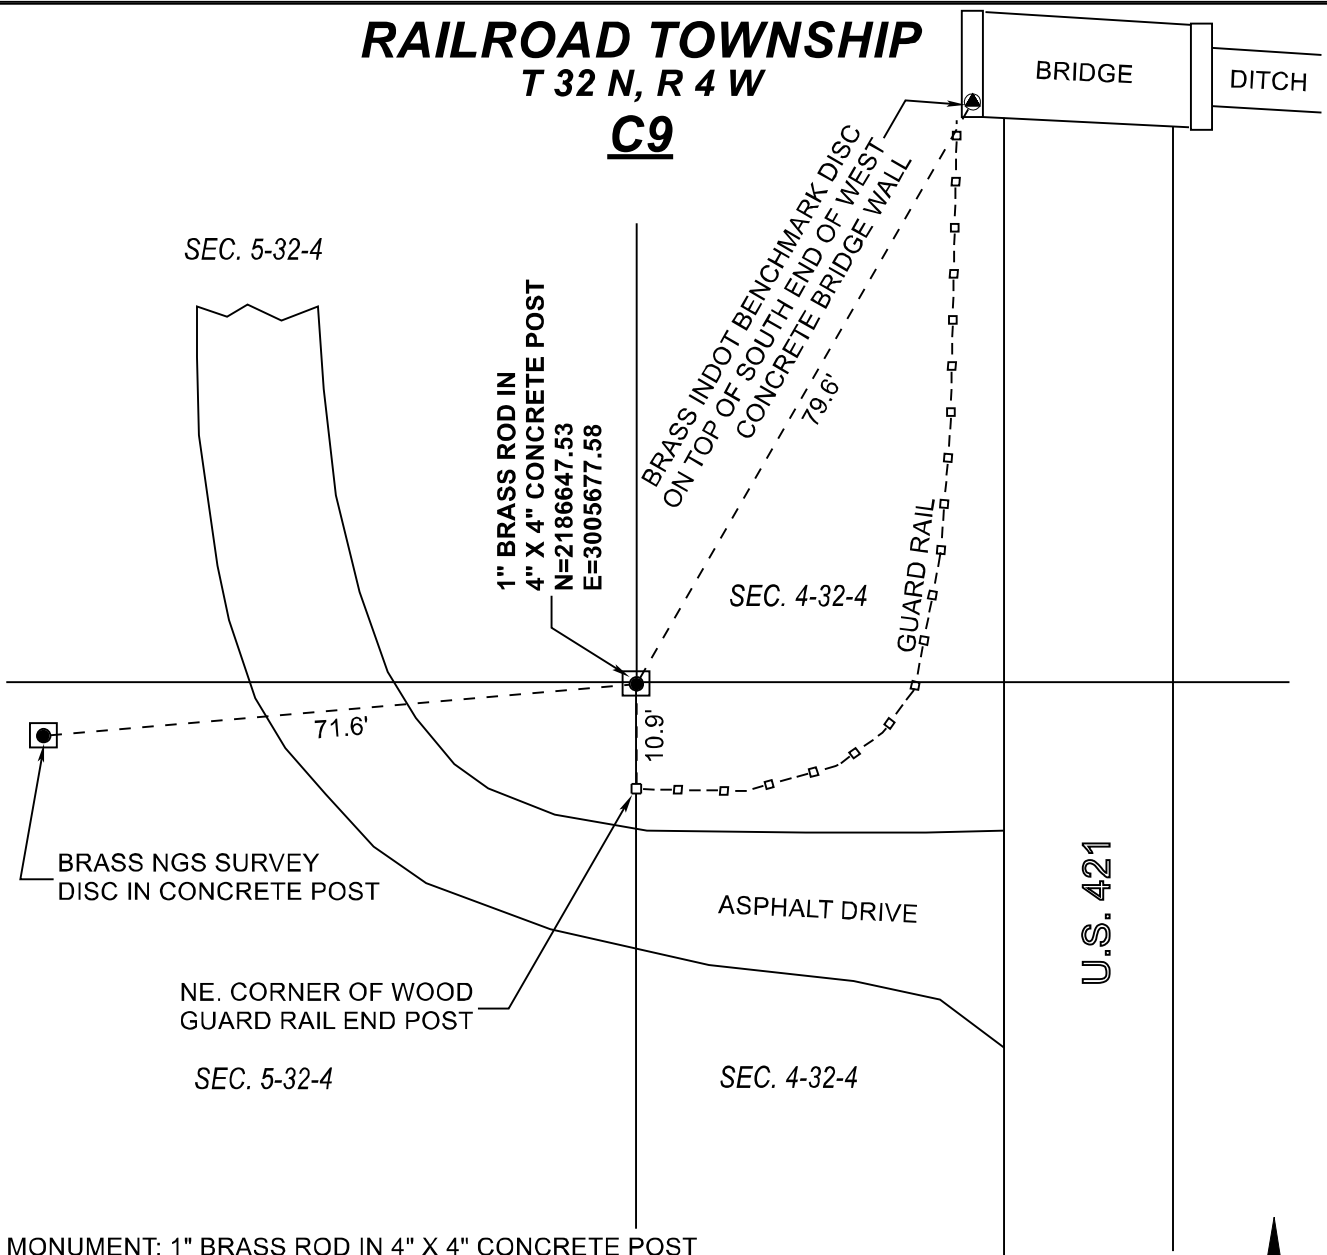 RAILROAD TOWNSHIP
T 32 N, R 4 W
C9
BRIDGE
DITCH
SEC. 5-32-4
BRASS INDOT BENCHMARK DISC
ON TOP OF SOUTH END OF WEST
CONCRETE BRIDGE WALL
79.6'
1" BRASS ROD IN
4" X 4" CONCRETE POST
N=2186647.53
E=3005677.58
GUARD RAIL
SEC. 4-32-4
71.6'
10.9'
BRASS NGS SURVEY
DISC IN CONCRETE POST
ASPHALT DRIVE
U.S. 421
NE. CORNER OF WOOD
GUARD RAIL END POST
SEC. 5-32-4
SEC. 4-32-4
MONUMENT: 1" BRASS ROD IN 4" X 4" CONCRETE POST